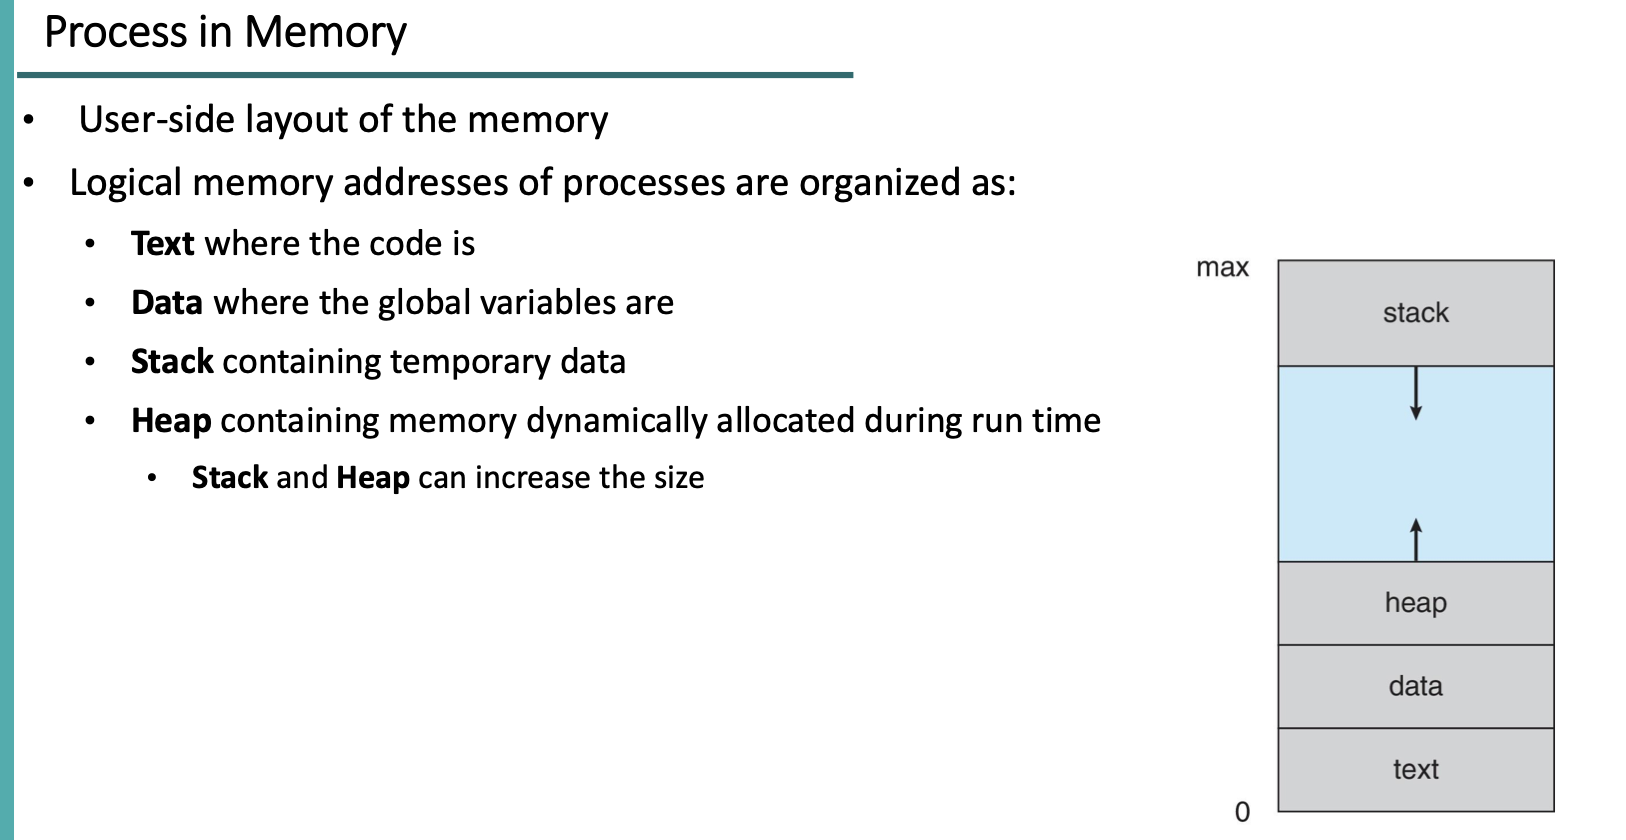 Process in Memory
• User-side layout of the memory
• Logical memory addresses of processes are organized as:
• Text where the code is
• Data where the global variables are
• Stack containing temporary data
• Heap containing memory dynamically allocated during run time
• Stack and Heap can increase the size
max
stack
heap
data
text
0